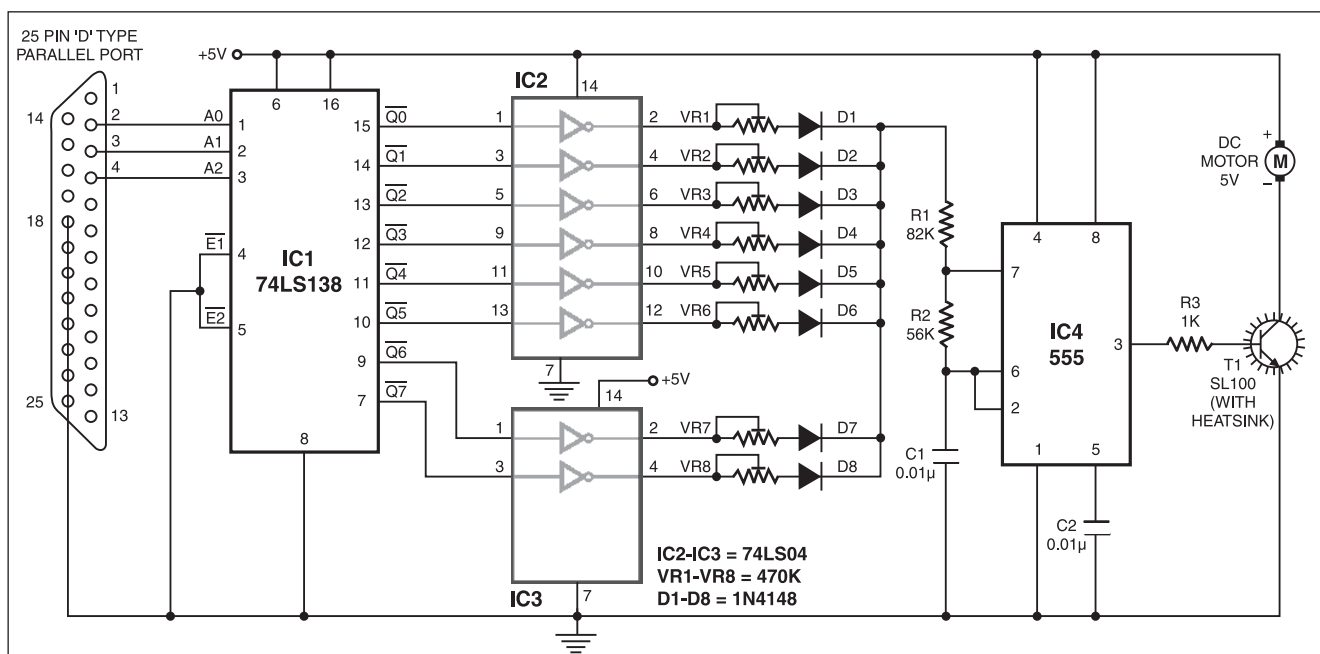 25 PIN 'D' TYPE
PARALLEL PORT
1
14
2
3
4
18
25
13
A0
A1
A2
+5V
6
16
1
2
3
E1
4
E2
5
IC1
74LS138
8
15
14
13
12
11
10
9
7
Q0
Q1
Q2
Q3
Q4
Q5
Q6
Q7
IC2
14
1
3
5
9
11
13
2
4
6
8
10
12
7
VR1
VR2
VR3
VR4
VR5
VR6
D1
D2
D3
D4
D5
D6
+5V
14
1
3
2
4
VR7
VR8
D7
D8
IC3
7
IC2-IC3 = 74LS04
VR1-VR8 = 470K
D1-D8 = 1N4148
R1
82K
R2
56K
C1
0.01µ
4
8
7
6
2
IC4
555
3
1
5
C2
0.01µ
R3
1K
DC
MOTOR
5V
+
M
–
T1
SL100
(WITH
HEATSINK)